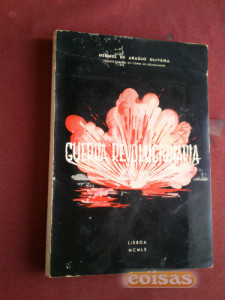 HERMES DE ARAÚJO OLIVEIRA
GUERRA REVOLUCIONÁRIA
LISBOA
MCMLX
coisas